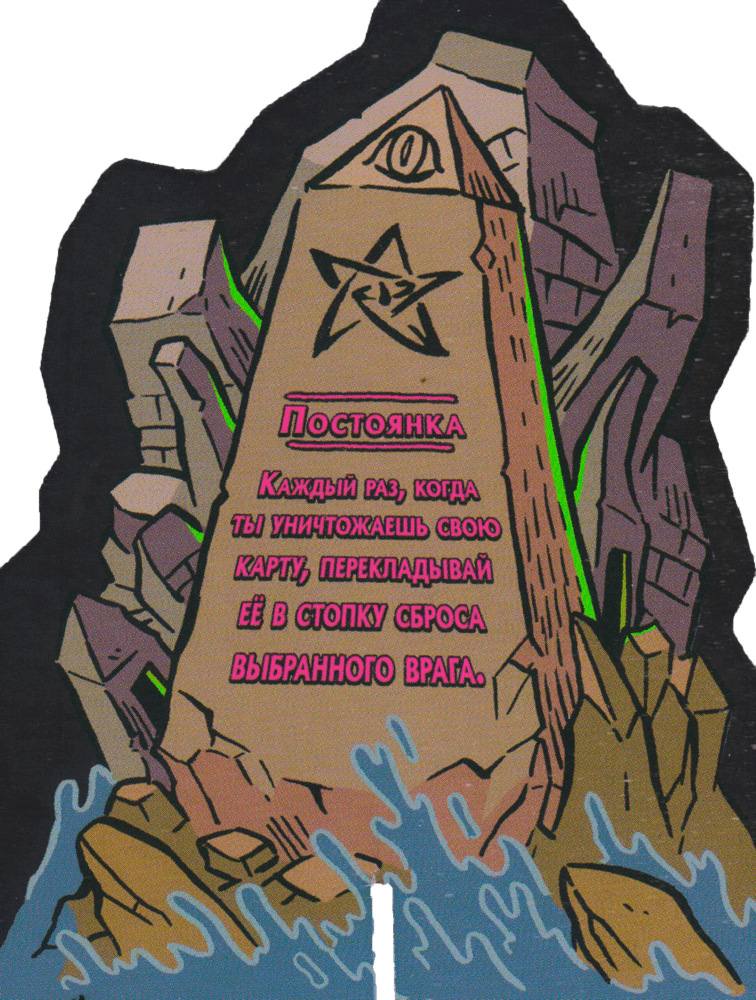 Постоянка
Каждый раз, когда
ты уничтожаешь свою
карту, перекладывай
её в стопку сброса
выбранного врага.